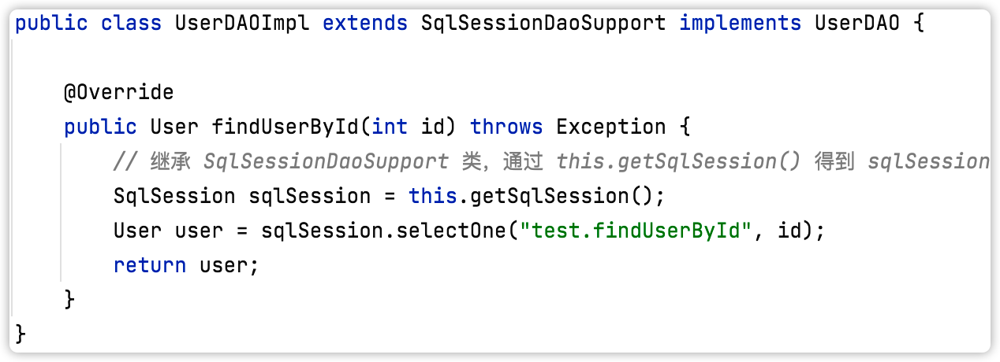 public class UserDAOImpl extends SqlSessionDaoSupport implements UserDAO {
@Override
public User findUserById(int id) throws Exception {
// 继承 SqlSessionDaoSupport 类，通过 this.getSqlSession() 得到 sqlSession
SqlSession sqlSession = this.getSqlSession();
User user = sqlSession.selectOne("test.findUserById", id);
return user;
}
}